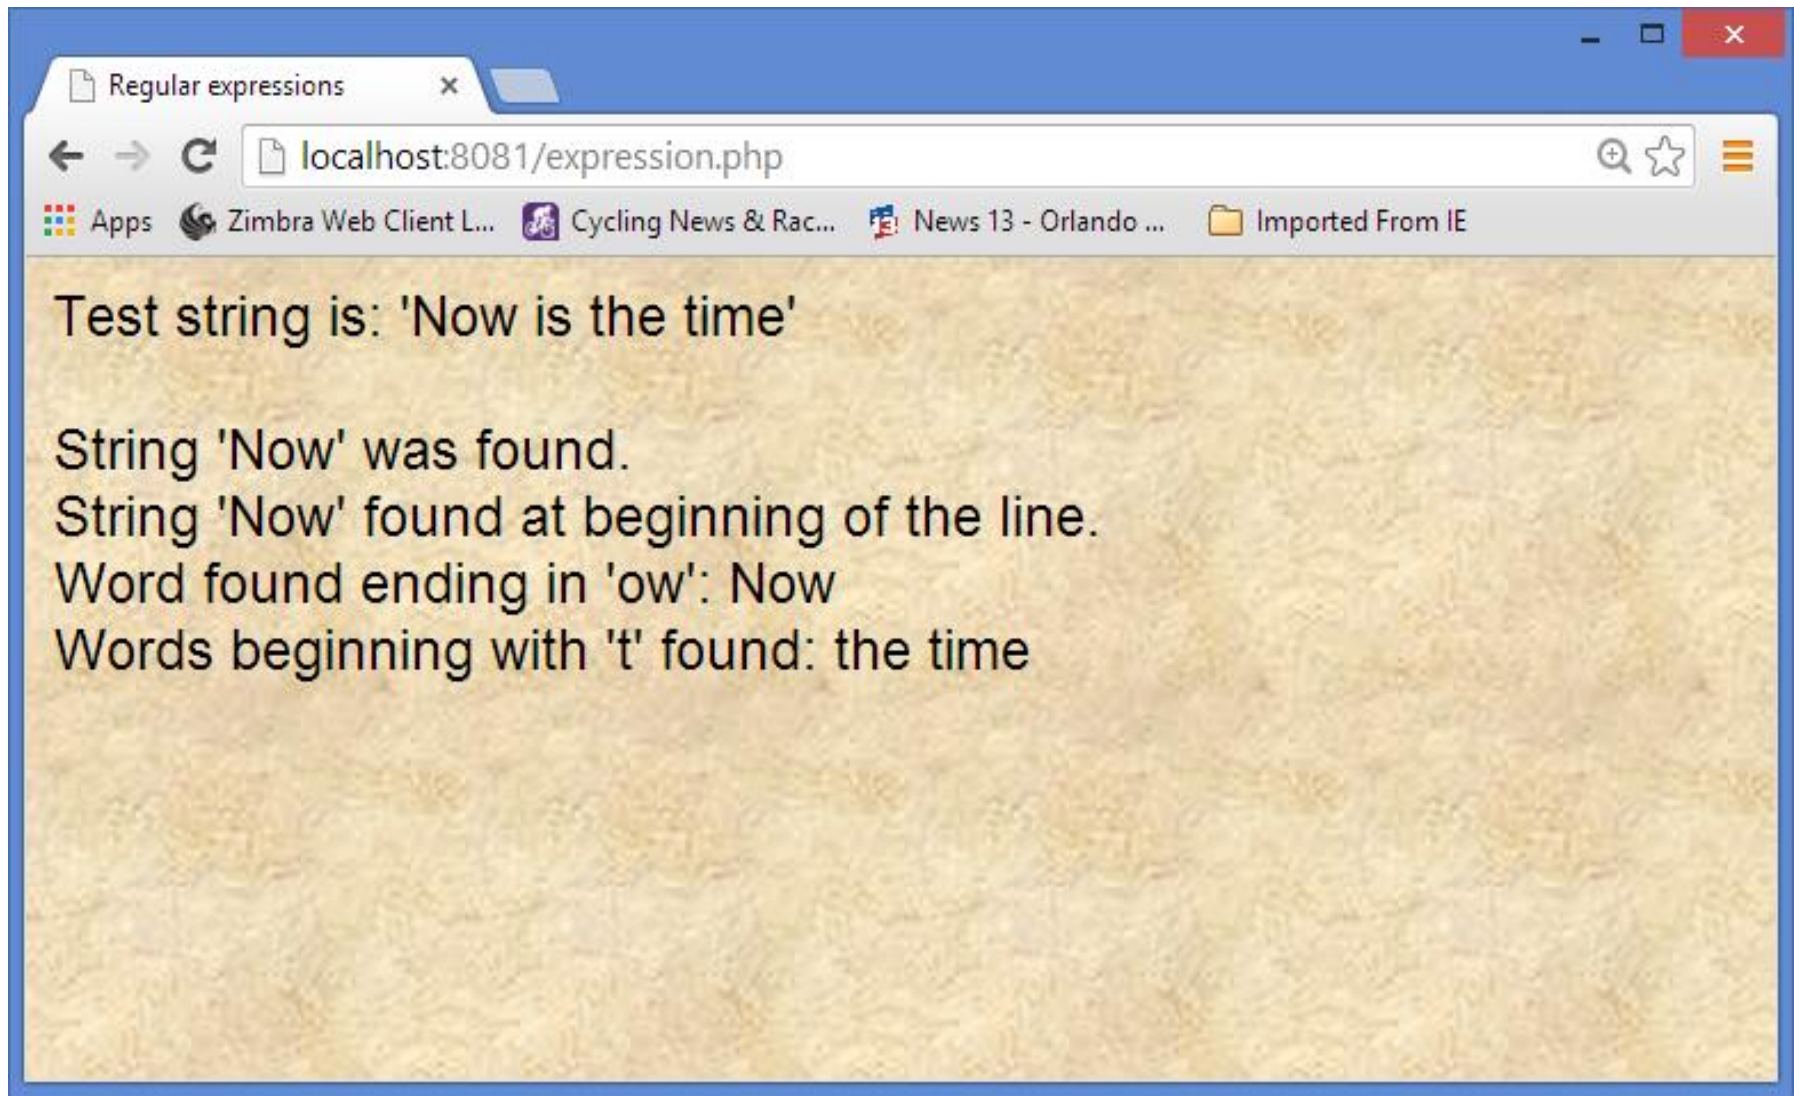 Regular expressions
localhost:8081/expression.php
Apps Zimbra Web Client L... Cycling News & Rac... News 13 - Orlando ... Imported From IE
Test string is: 'Now is the time'
String 'Now' was found.
String 'Now' found at beginning of the line.
Word found ending in 'ow': Now
Words beginning with 't' found: the time